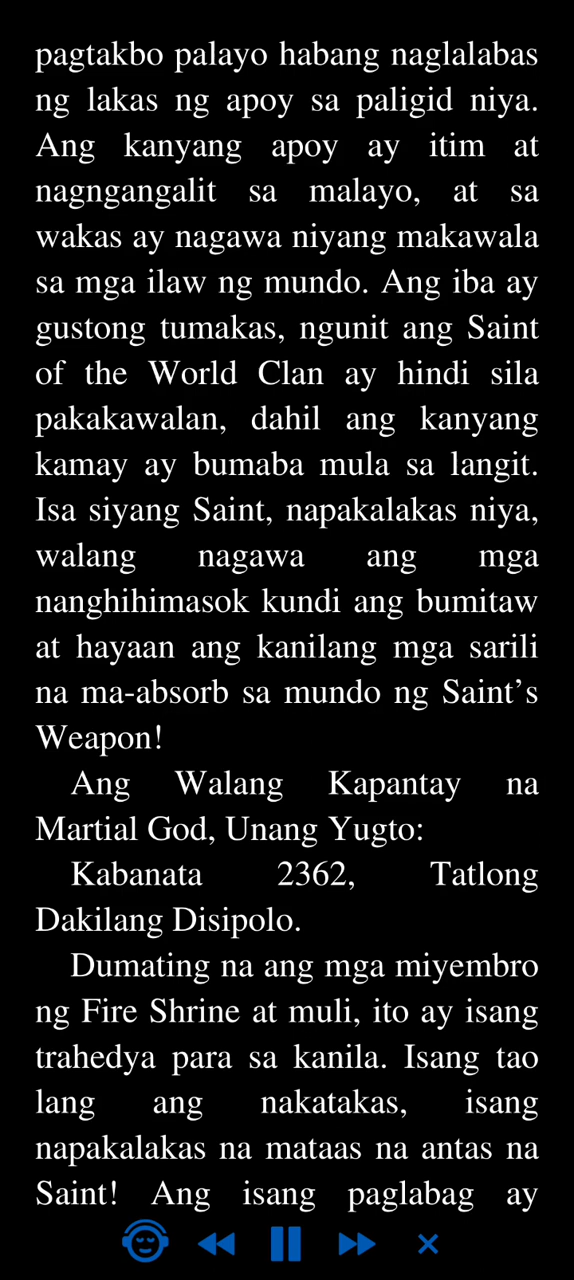 pagtakbo palayo habang naglalabas
ng lakas ng apoy sa paligid niya.
Ang kanyang apoy ay itim at
nagngangalit sa malayo, at sa
wakas ay nagawa niyang makawala
sa mga ilaw ng mundo. Ang iba ay
gustong tumakas, ngunit ang Saint
of the World Clan ay hindi sila
pakakawalan, dahil ang kanyang
kamay ay bumaba mula sa langit.
Isa siyang Saint, napakalakas niya,
walang nagawa ang mga
nanghihimasok kundi ang bumitaw
at hayaan ang kanilang mga sarili
na ma-absorb sa mundo ng Saint’s
Weapon!
Ang Walang Kapantay na
Martial God, Unang Yugto:
Kabanata 2362, Tatlong
Dakilang Disipolo.
Dumating na ang mga miyembro
ng Fire Shrine at muli, ito ay isang
trahedya para sa kanila. Isang tao
lang ang nakatakas, isang
napakalakas na mataas na antas na
Saint! Ang isang paglabag ay